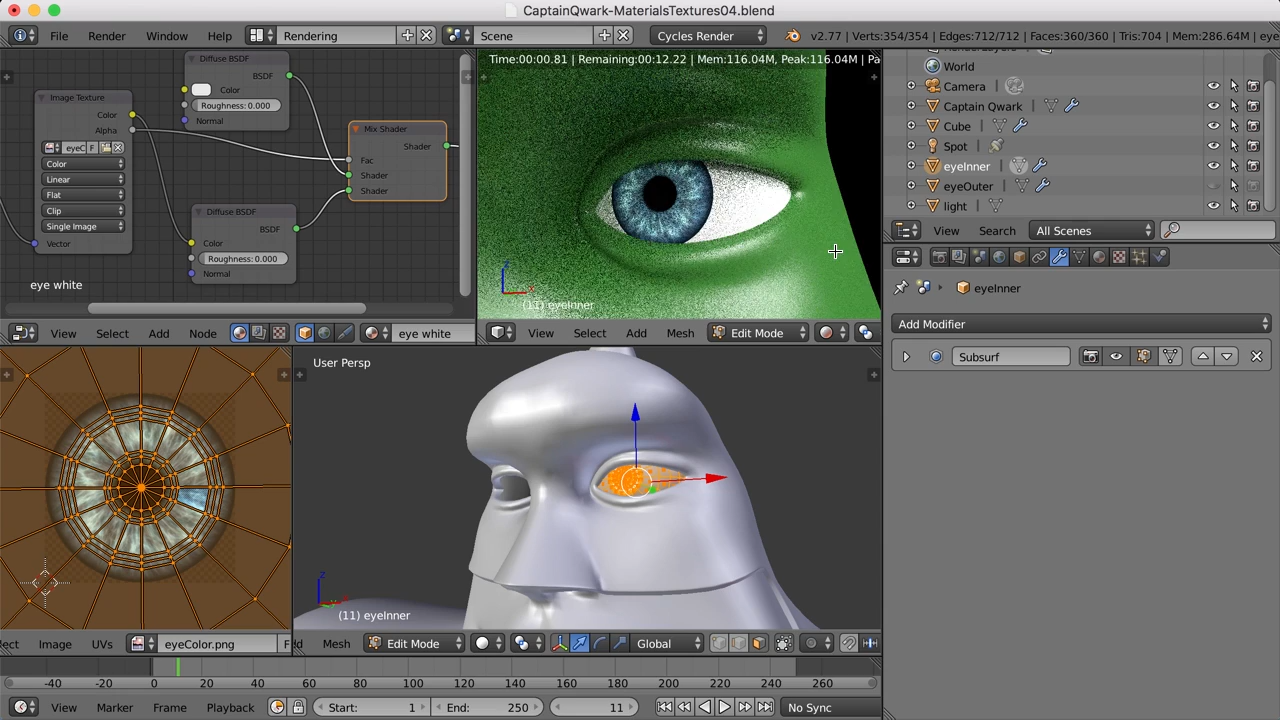 CaptainQwark-MaterialsTextures04.blend
File Render Window Help Rendering Scene Cycles Render v2.77 | Verts:354/354 | Edges:712/712 | Faces:360/360 | Tris:704 | Mem:286.64M | eye
Diffuse BSDF
BSDF
Color
Roughness: 0.000
Normal
Image Texture
Color
Alpha
eyeC F
Color
Linear
Flat
Clip
Single Image
Vector
Mix Shader
Shader
Fac
Shader
Shader
Diffuse BSDF
BSDF
Color
Roughness: 0.000
Normal
eye white
View Select Add Node eye white
Time:00:00.81 | Remaining:00:12.22 | Mem:116.04M, Peak:116.04M | Pa
(11) eyeInner
View Select Add Mesh Edit Mode
World
Camera
Captain Qwark
Cube
Spot
eyeInner
eyeOuter
light
View Search All Scenes
eyeInner
Add Modifier
Subsurf
User Persp
(11) eyeInner
ect Image UVs eyeColor.png F
Mesh Edit Mode Global
-40 -20 0 20 40 60 80 100 120 140 160 180 200 220 240 260
View Marker Frame Playback Start: 1 End: 250 11 No Sync